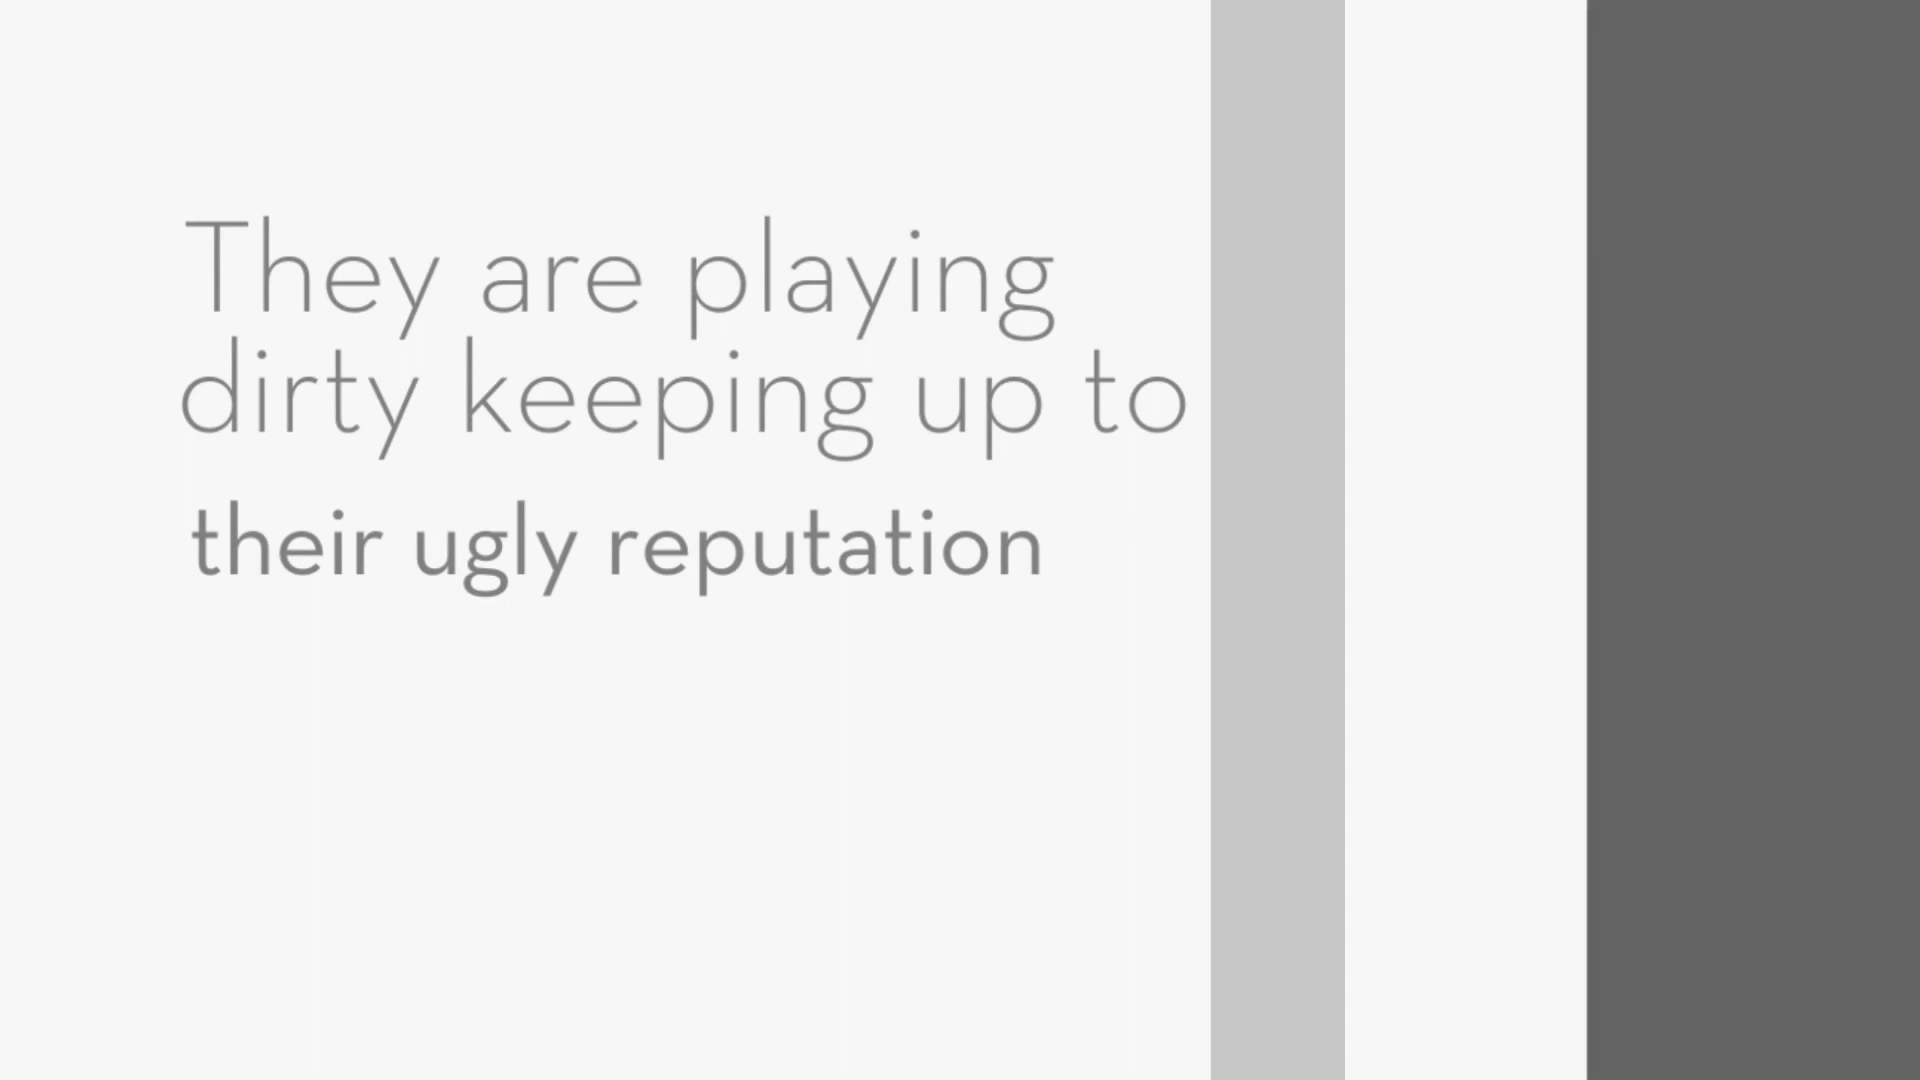 They are playing
dirty keeping up to
their ugly reputation